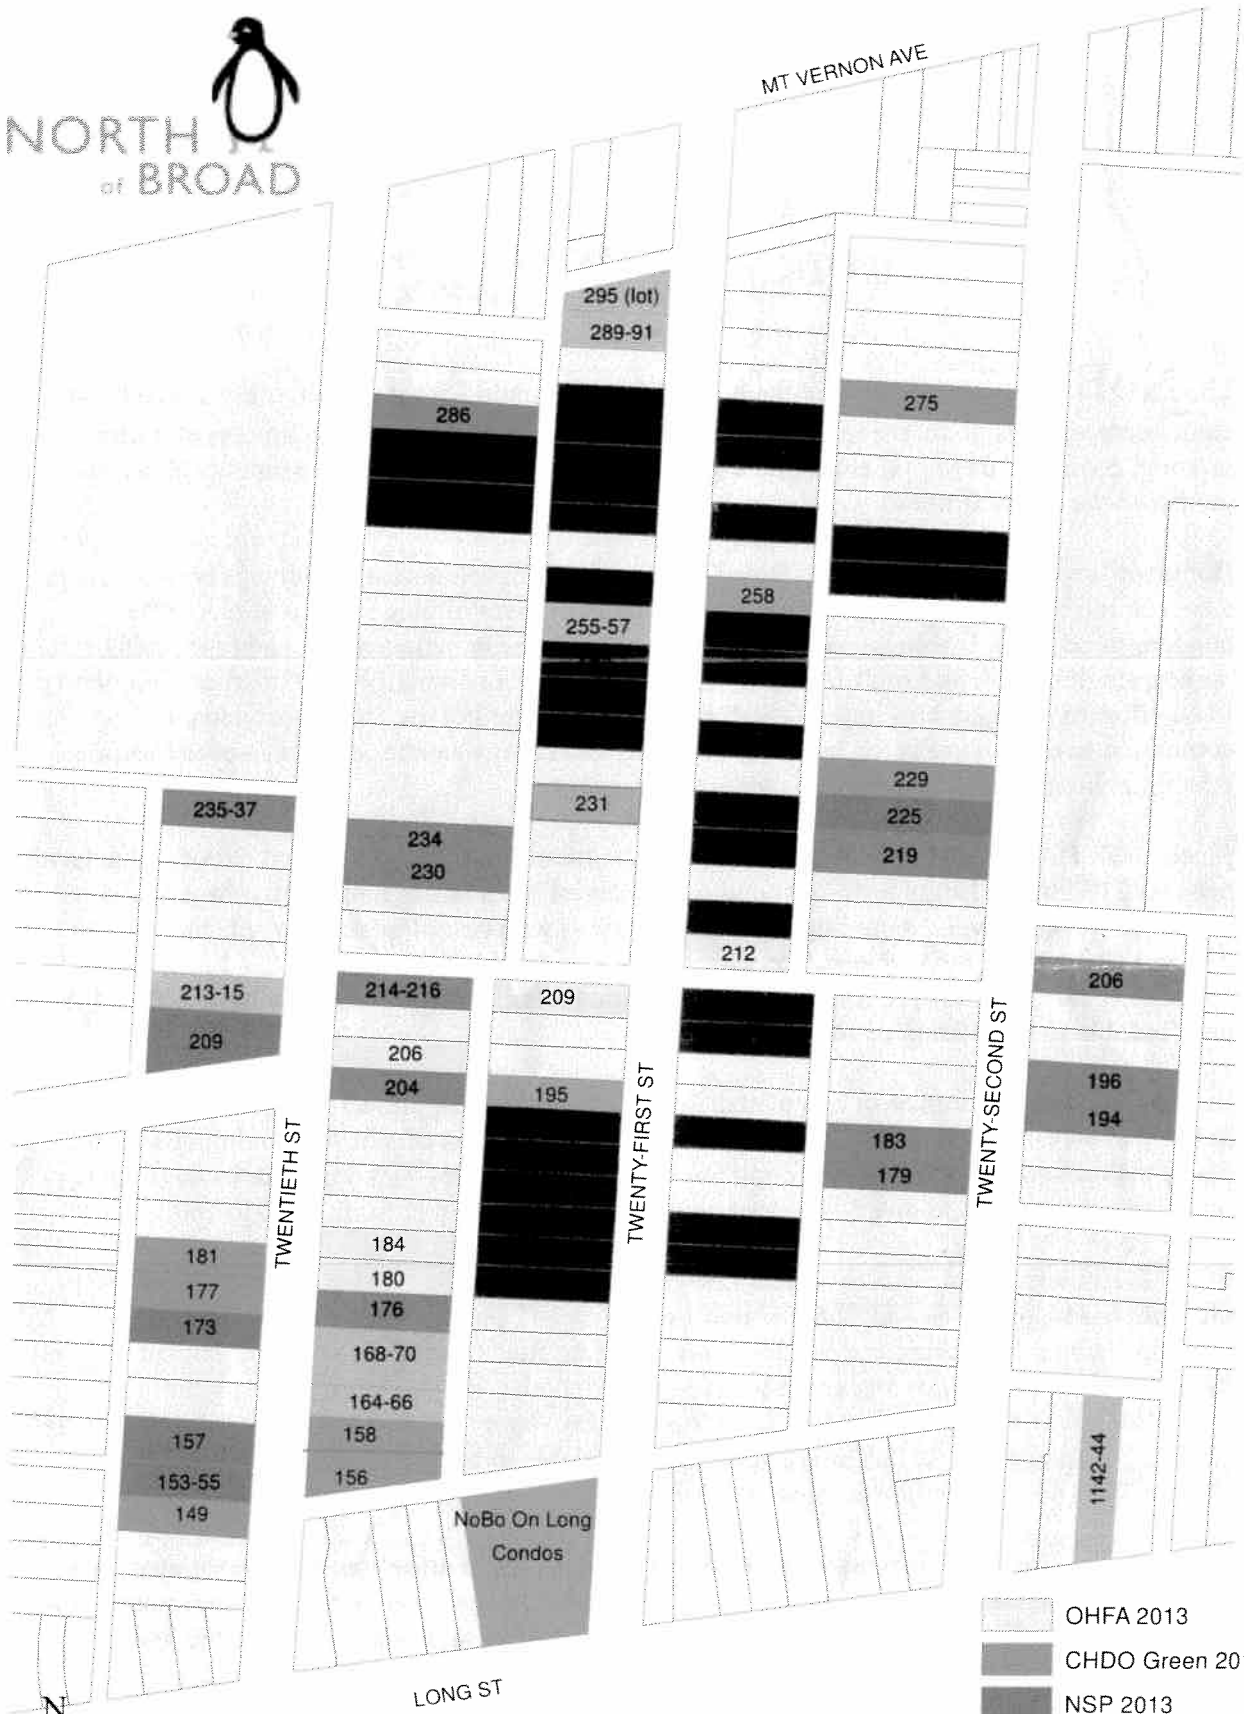 NORTH
of BROAD
MT VERNON AVE
295 (lot)
289-91
286
275
258
255-57
229
235-37
231
225
234
219
230
212
206
213-15
214-216
209
209
206
204
195
196
194
183
179
TWENTIETH ST
TWENTY-FIRST ST
TWENTY-SECOND ST
184
181
180
177
176
173
168-70
164-66
158
157
156
153-55
149
1142-44
NoBo On Long
Condos
LONG ST
N
OHFA 2013
CHDO Green 20
NSP 2013